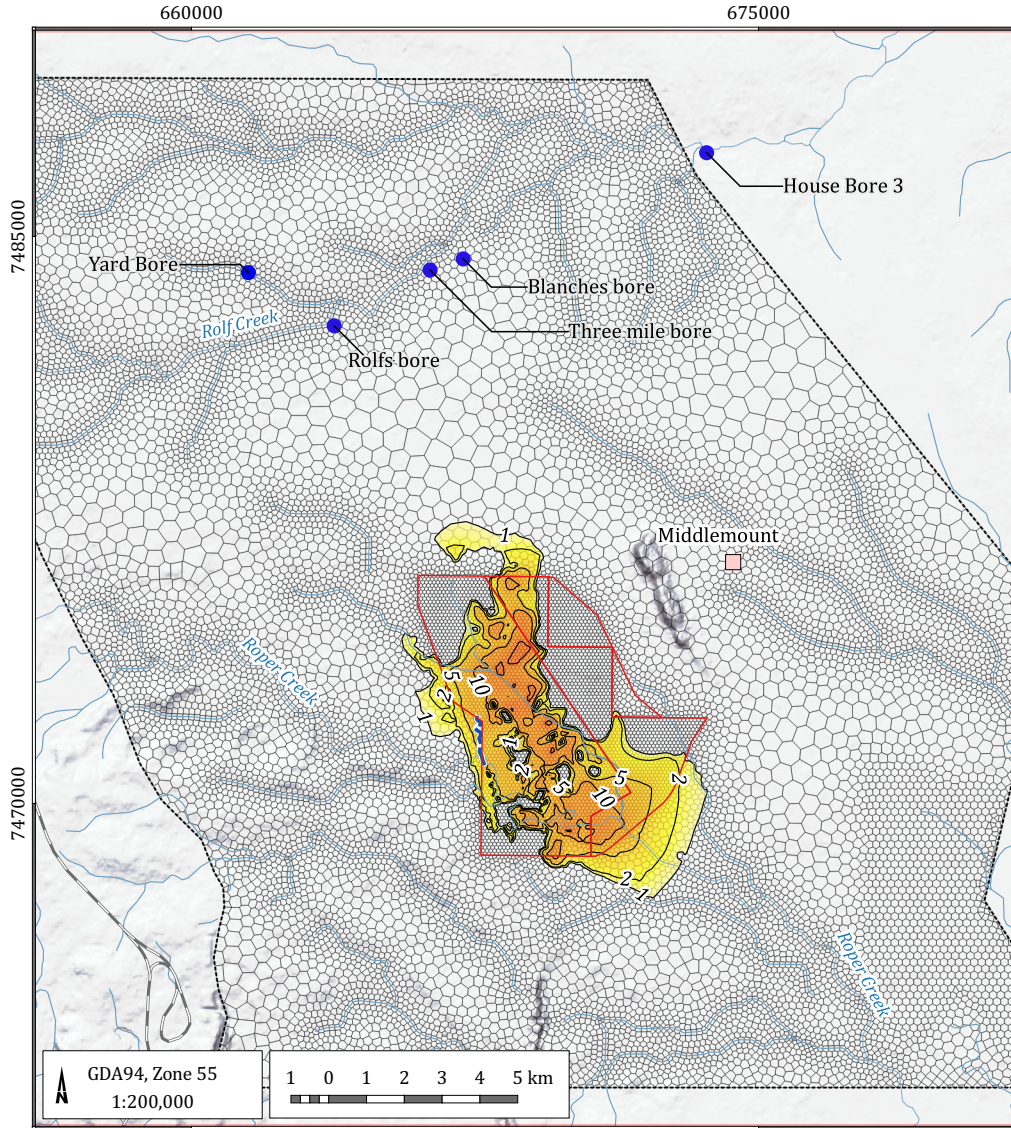 660000
675000
House Bore 3
7485000
Yard Bore
Blanches bore
Rolf Creek
Three mile bore
Rolfs bore
1
Middlemount
Roper Creek
5
10
2
1
1
2
5
5
10
2
7470000
2
1
Roper Creek
GDA94, Zone 55
1:200,000
1 0 1 2 3 4 5 km